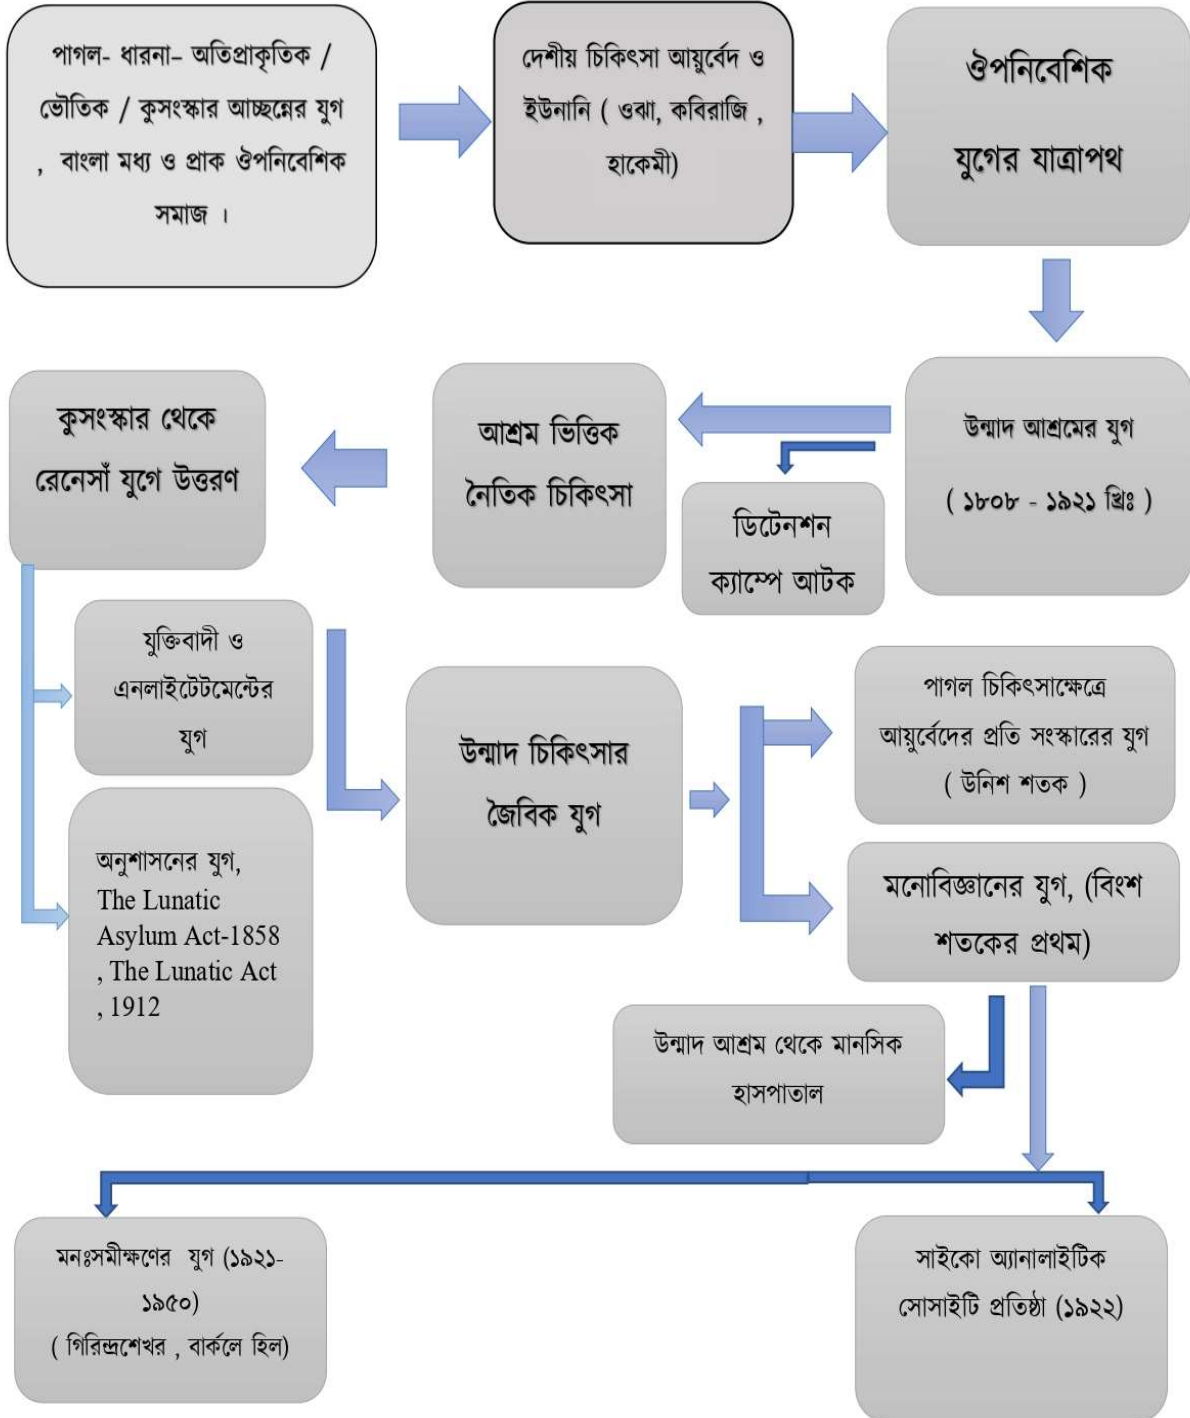 পাগল- ধারনা– অতিপ্রাকৃতিক /
ভৌতিক / কুসংস্কার আচ্ছন্নের যুগ
, বাংলা মধ্য ও প্রাক ঔপনিবেশিক
সমাজ ।
দেশীয় চিকিৎসা আয়ুর্বেদ ও
ইউনানি ( ওঝা, কবিরাজি ,
হাকেমী)
ঔপনিবেশিক
যুগের যাত্রাপথ
উন্মাদ আশ্রমের যুগ
( ১৮০৮ - ১৯২১ খ্রিঃ )
আশ্রম ভিত্তিক
নৈতিক চিকিৎসা
ডিটেনশন
ক্যাম্পে আটক
কুসংস্কার থেকে
রেনেসাঁ যুগে উত্তরণ
যুক্তিবাদী ও
এনলাইটেটমেন্টের
যুগ
অনুশাসনের যুগ,
The Lunatic
Asylum Act-1858
, The Lunatic Act
, 1912
উন্মাদ চিকিৎসার
জৈবিক যুগ
পাগল চিকিৎসাক্ষেত্রে
আয়ুর্বেদের প্রতি সংস্কারের যুগ
( উনিশ শতক )
মনোবিজ্ঞানের যুগ, (বিংশ
শতকের প্রথম)
উন্মাদ আশ্রম থেকে মানসিক
হাসপাতাল
মনঃসমীক্ষণের যুগ (১৯২১-
১৯৫০)
( গিরিন্দ্রশেখর , বার্কলে হিল)
সাইকো অ্যানালাইটিক
সোসাইটি প্রতিষ্ঠা (১৯২২)